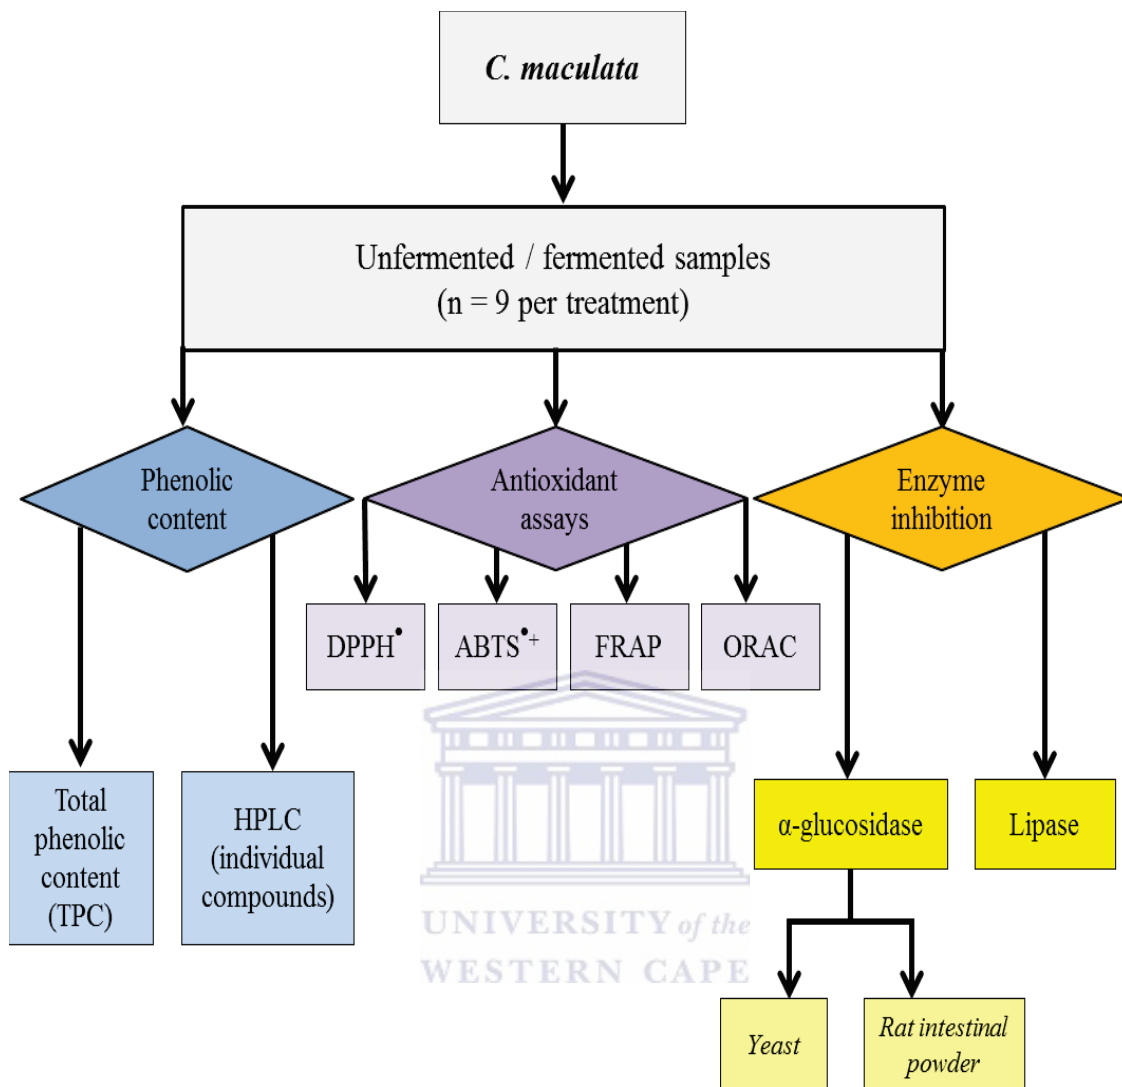 C. maculata
Unfermented / fermented samples
(n = 9 per treatment)
Phenolic
content
Antioxidant
assays
Enzyme
inhibition
DPPH•
ABTS•+
FRAP
ORAC
Total
phenolic
content
(TPC)
HPLC
(individual
compounds)
α-glucosidase
Lipase
UNIVERSITY of the
WESTERN CAPE
Yeast
Rat intestinal
powder